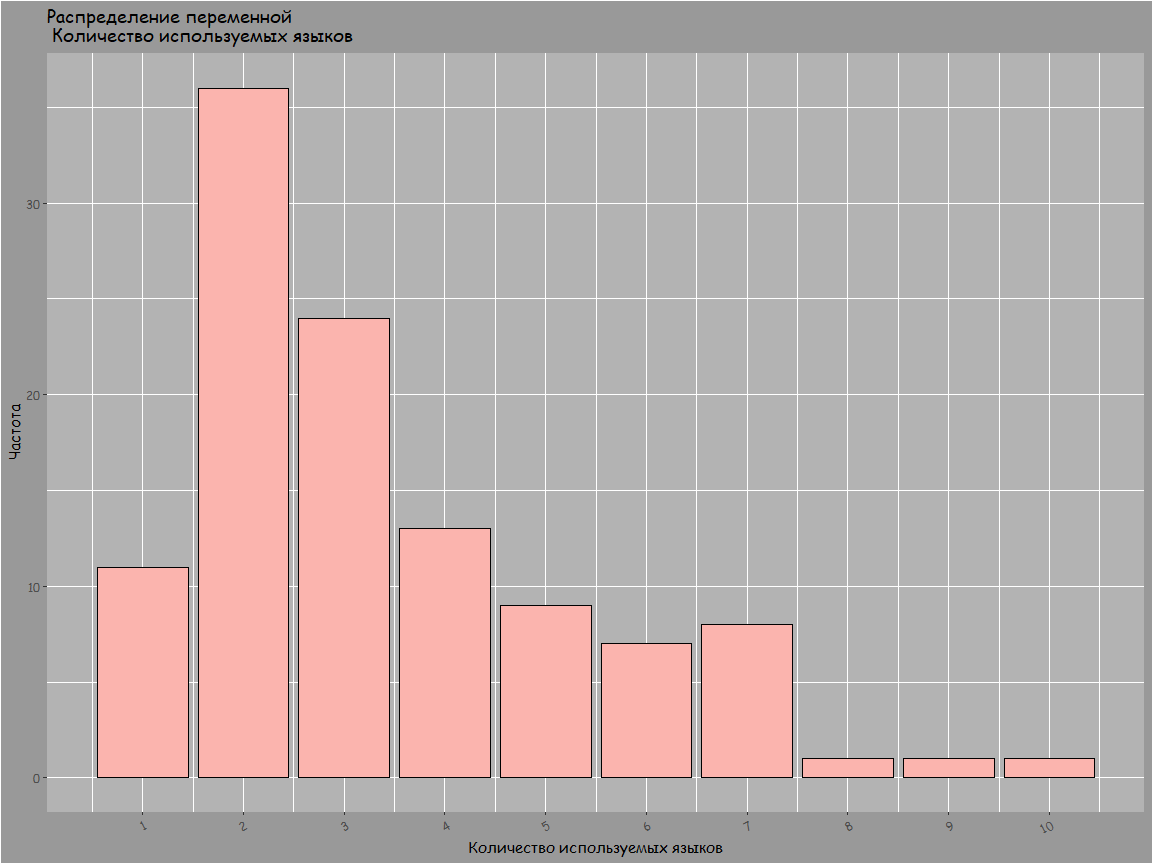 Распределение переменной
Количество используемых языков
Частота
30
20
10
0
1 2 3 4 5 6 7 8 9 10
Количество используемых языков